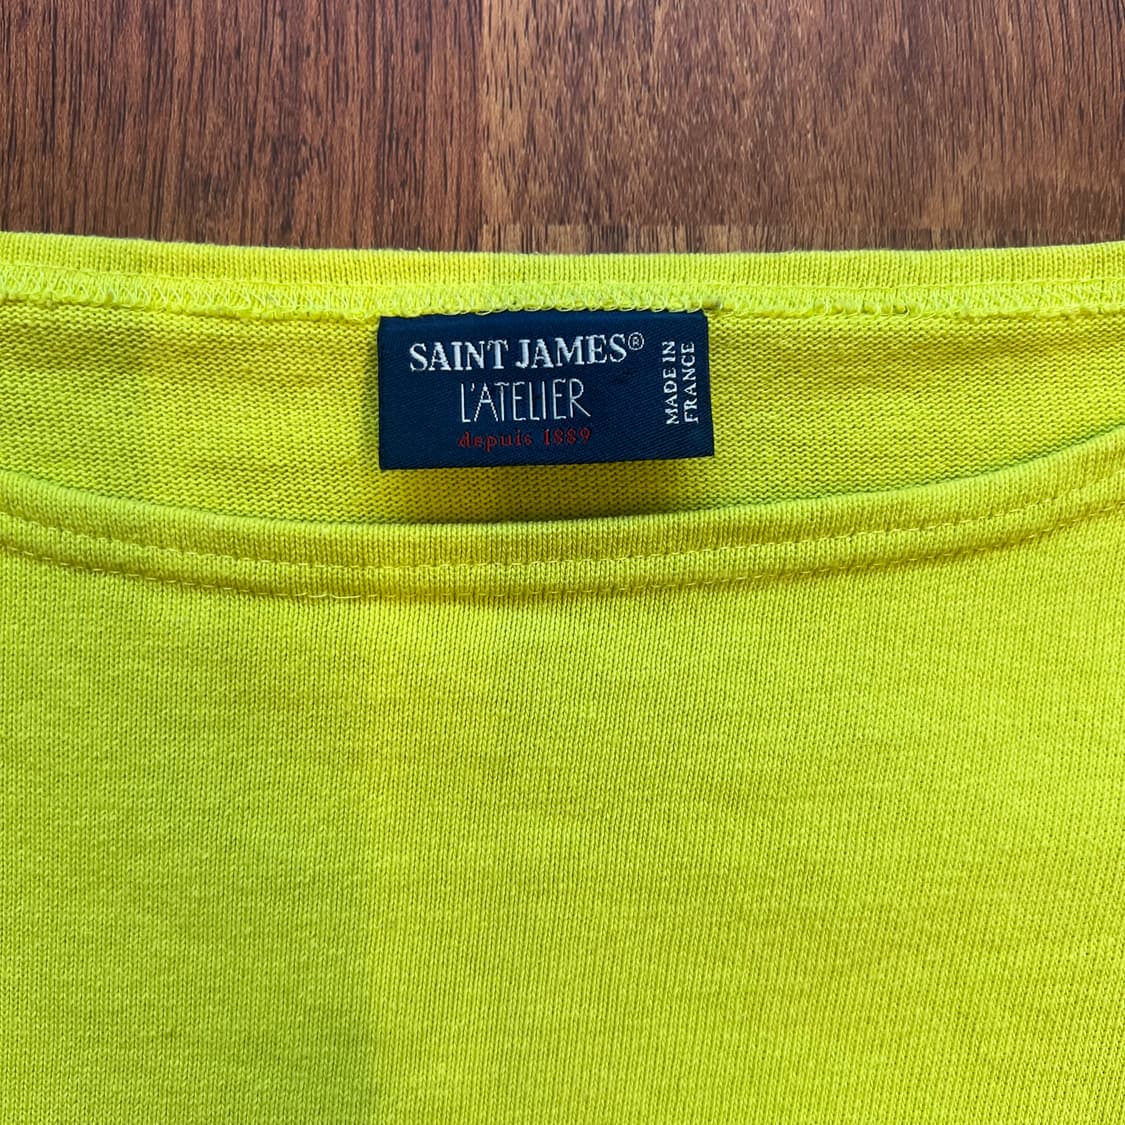 SAINT JAMES®
L'ATELIER
depuis 1889
MADE IN
FRANCE